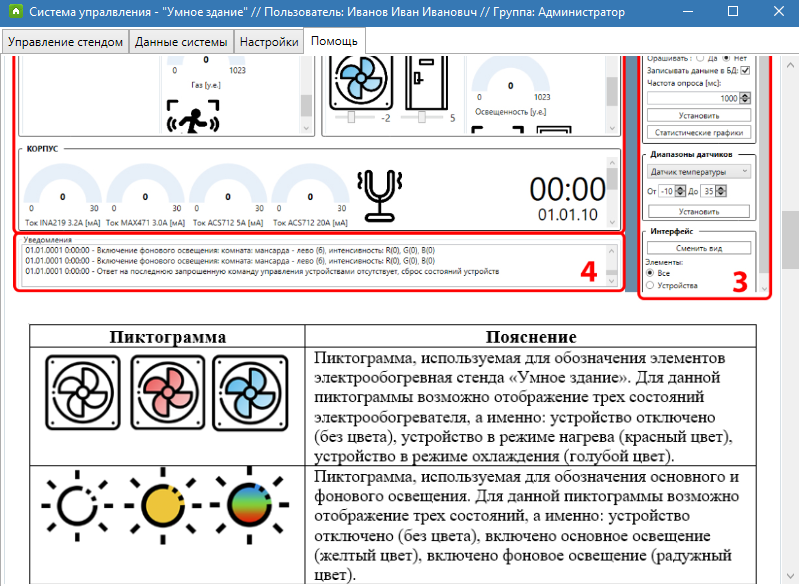 Система управления - "Умное здание" // Пользователь: Иванов Иван Иванович // Группа: Администратор
Управление стендом Данные системы Настройки Помощь
0
0 1023
Газ [у.е.]
-2 5
0
0 1023
Освещенность [у.е.]
Орашивать : Да Нет
Записывать данные в БД:
Частота опроса [мс]:
1000
Установить
Статистические графики
КОРПУС
0
0 30
Ток INA219 3.2А [мА]
0
0 30
Ток MAX471 3.0А [мА]
0
0 30
Ток ACS712 5А [мА]
0
0 30
Ток ACS712 20А [мА]
00:00
01.01.10
Диапазоны датчиков
Датчик температуры
От -10 До 35
Установить
Интерфейс
Сменить вид
Элементы:
Все
Устройства
3
Уведомления
01.01.0001 0:00:00 - Включение фонового освещения: комната: мансарда - лево (6), интенсивность: R(0), G(0), B(0)
01.01.0001 0:00:00 - Включение фонового освещения: комната: мансарда - лево (6), интенсивность: R(0), G(0), B(0)
01.01.0001 0:00:00 - Ответ на последнюю запрошенную команду управления устройствами отсутствует, сброс состояний устройств
4
Пиктограмма Пояснение
Пиктограмма, используемая для обозначения элементов
электрообогревная стенда «Умное здание». Для данной
пиктограммы возможно отображение трех состояний
электрообогревателя, а именно: устройство отключено
(без цвета), устройство в режиме нагрева (красный цвет),
устройство в режиме охлаждения (голубой цвет).
Пиктограмма, используемая для обозначения основного и
фонового освещения. Для данной пиктограммы возможно
отображение трех состояний, а именно: устройство
отключено (без цвета), включено основное освещение
(желтый цвет), включено фоновое освещение (радужный
цвет).